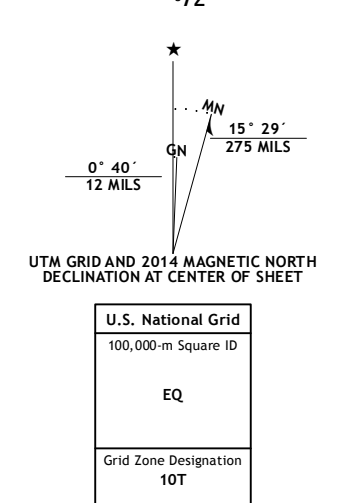 -72
★
MN
15° 29´
275 MILS
GN
0° 40´
12 MILS
UTM GRID AND 2014 MAGNETIC NORTH
DECLINATION AT CENTER OF SHEET
U.S. National Grid
100,000-m Square ID
EQ
Grid Zone Designation
10T